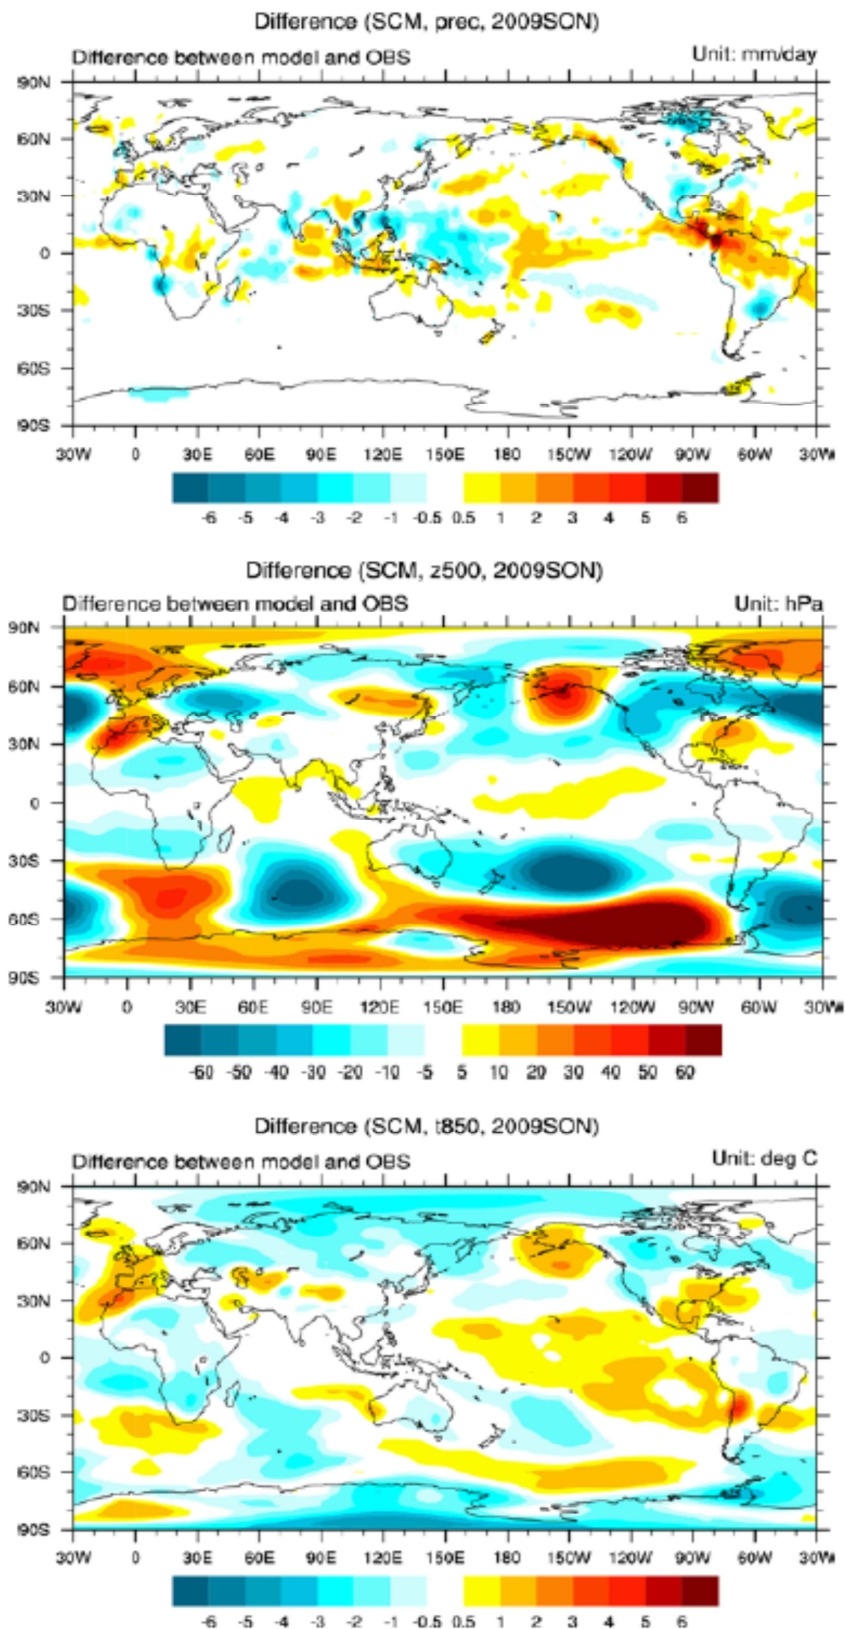 Difference (SCM, prec, 2009SON)
Difference between model and OBS Unit: mm/day
90N
60N
30N
0
30S
60S
90S
30W 0 30E 60E 90E 120E 150E 180 150W 120W 90W 60W 30W
-6 -5 -4 -3 -2 -1 -0.5 0.5 1 2 3 4 5 6
Difference (SCM, z500, 2009SON)
Difference between model and OBS Unit: hPa
90N
60N
30N
0
30S
60S
90S
30W 0 30E 60E 90E 120E 150E 180 150W 120W 90W 60W 30W
-60 -50 -40 -30 -20 -10 -5 5 10 20 30 40 50 60
Difference (SCM, t850, 2009SON)
Difference between model and OBS Unit: deg C
90N
60N
30N
0
30S
60S
90S
30W 0 30E 60E 90E 120E 150E 180 150W 120W 90W 60W 30W
-6 -5 -4 -3 -2 -1 -0.5 0.5 1 2 3 4 5 6